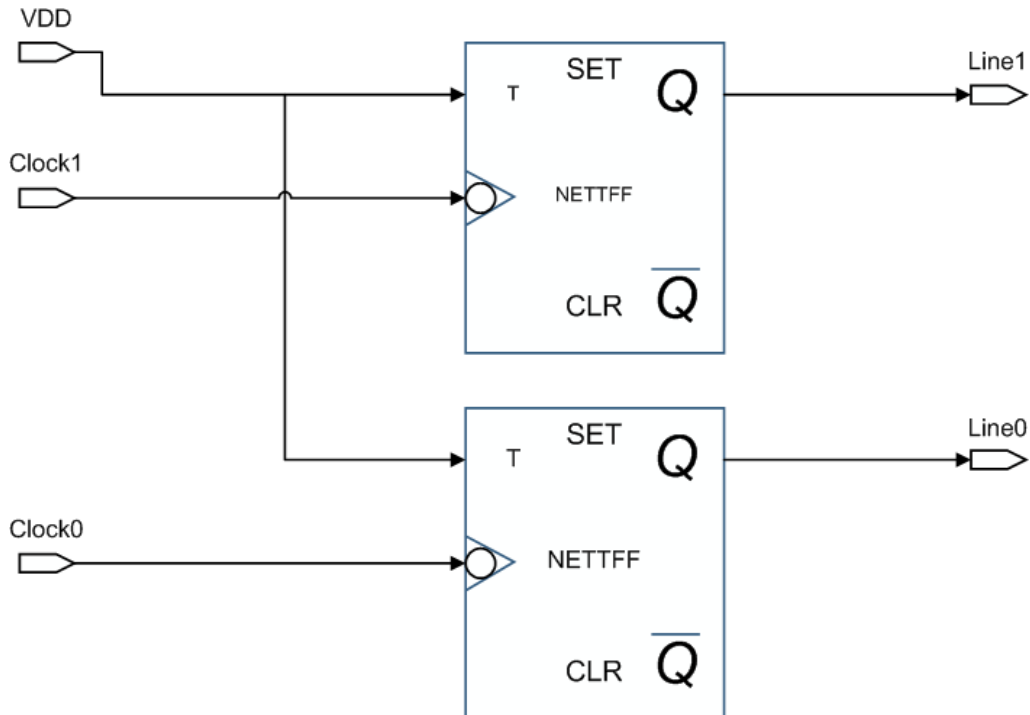 VDD
SET
Q
Line1
T
Clock1
NETTFF
CLR
Q
SET
Q
Line0
T
Clock0
NETTFF
CLR
Q